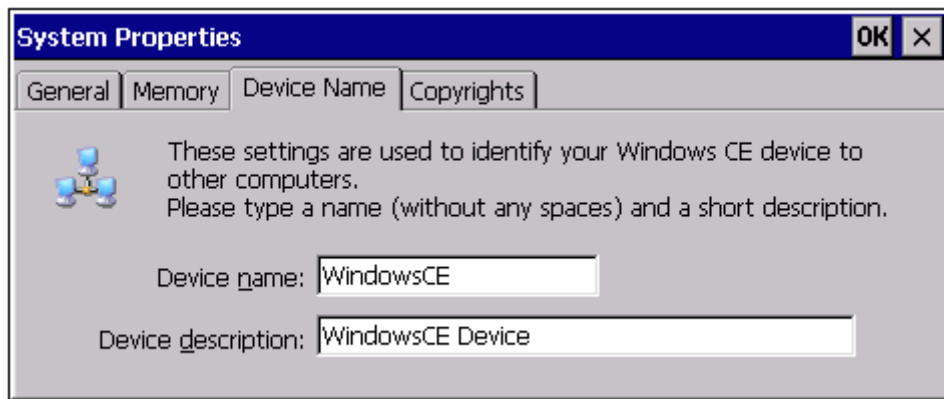 System Properties OK ×
General Memory Device Name Copyrights
These settings are used to identify your Windows CE device to
other computers.
Please type a name (without any spaces) and a short description.
Device name: WindowsCE
Device description: WindowsCE Device